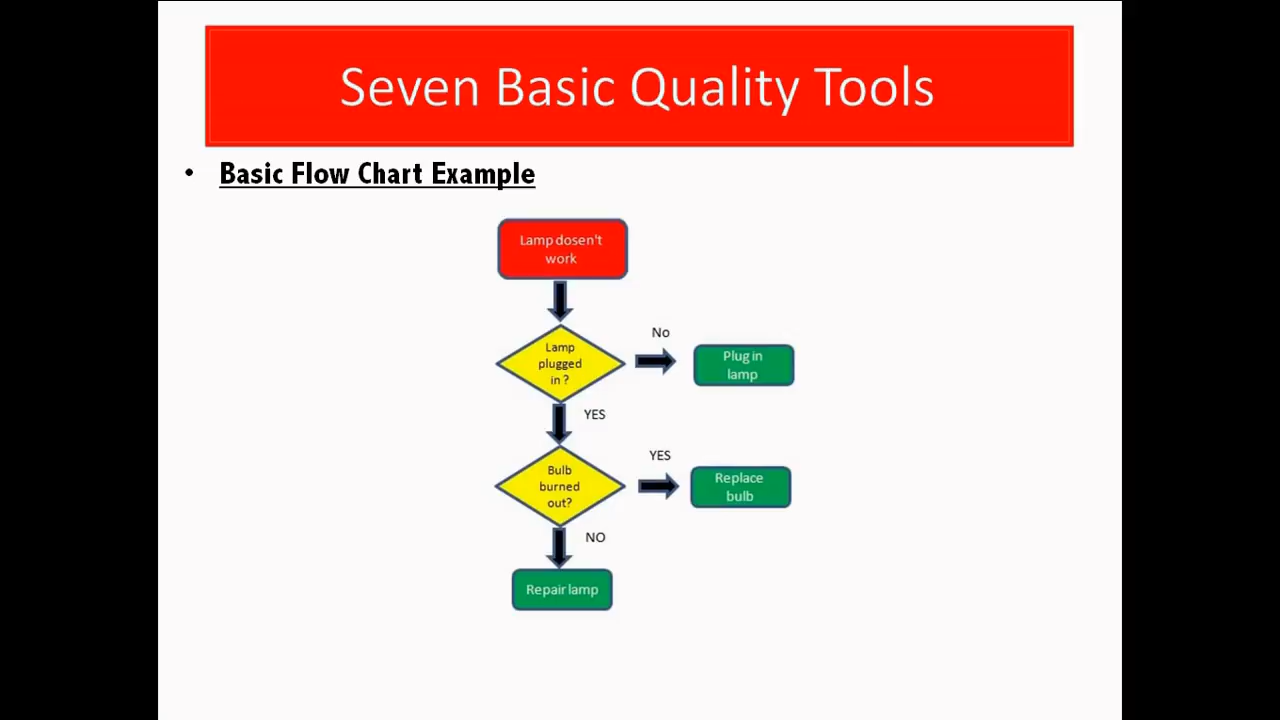 Seven Basic Quality Tools
• Basic Flow Chart Example
Lamp dosen't
work
Lamp
plugged
in ?
No
Plug in
lamp
YES
Bulb
burned
out?
YES
Replace
bulb
NO
Repair lamp